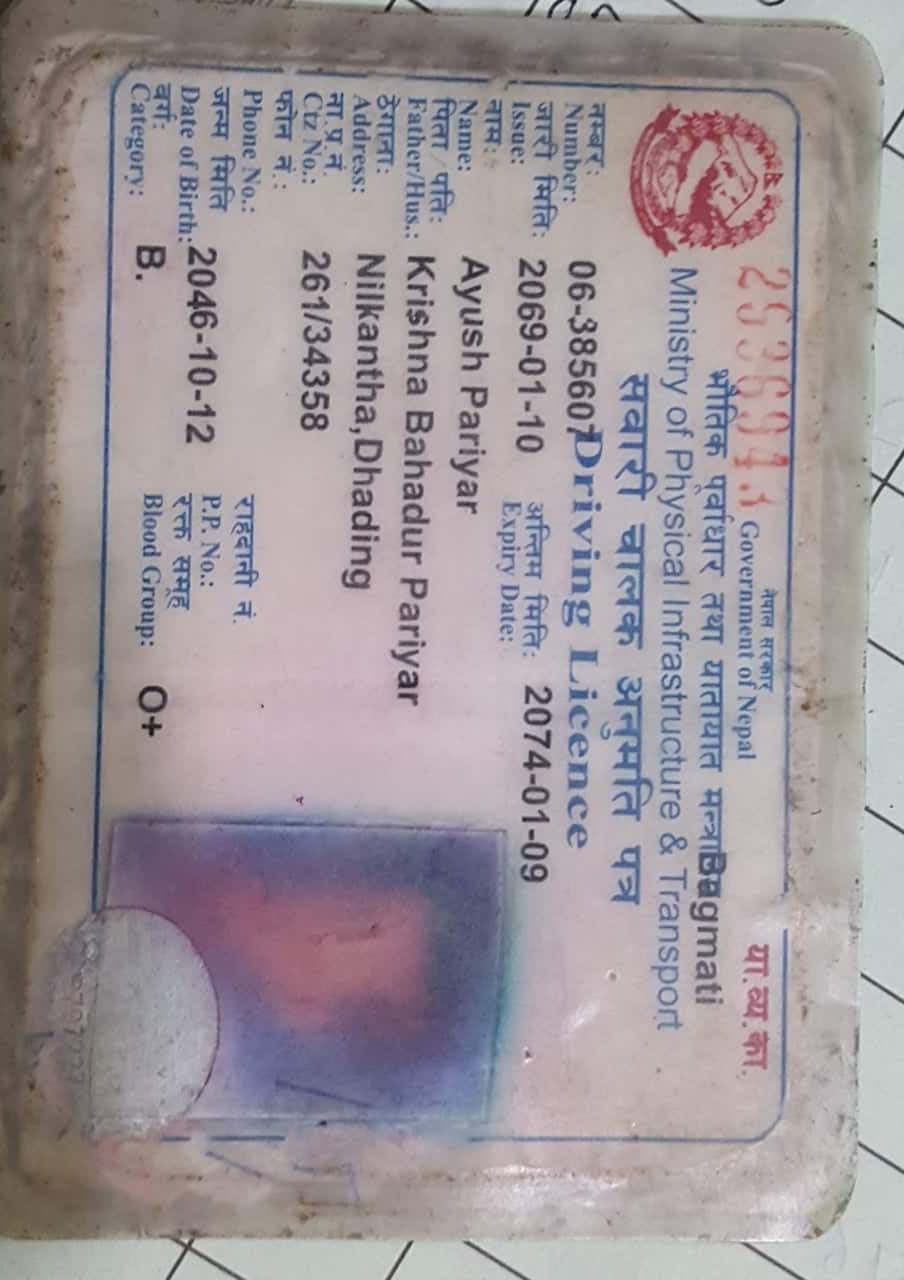 नेपाल सरकार
263694
Government of Nepal
या.व्य.का.
भौतिक पूर्वाधार तथा यातायात
Bagmati
Ministry of Physical Infrastructure & Transport
सवारी चालक अनुमति पत्र
नम्बर:
Number: 06-385607
Driving Licence
जारी मिति: अन्तिम मिति:
Issue: 2069-01-10 Expiry Date: 2074-01-09
नाम:
Name: Ayush Pariyar
पिता/पति:
Father/Hus.: Krishna Bahadur Pariyar
ठेगाना:
Address: Nilkantha,Dhading
ना.प्र.नं.
Ctz No.: 261/34358
फोन नं.:
Phone No.:
राहदानी नं.
P.P. No.:
जन्म मिति
Date of Birth: 2046-10-12
रक्त समूह
Blood Group: O+
वर्ग:
Category: B.